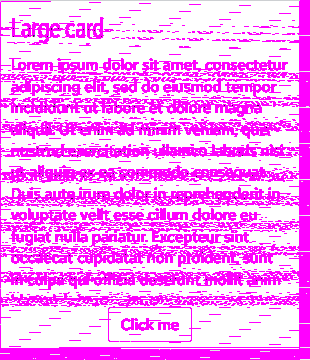 Large card
Lorem ipsum dolor sit amet, consectetur
adipiscing elit, sed do eiusmod tempor
incididunt ut labore et dolore magna
aliqua. Ut enim ad minim veniam, quis
nostrud exercitation ullamco laboris nisi
ut aliquip ex ea commodo consequat.
Duis aute irure dolor in reprehenderit in
voluptate velit esse cillum dolore eu
fugiat nulla pariatur. Excepteur sint
occaecat cupidatat non proident, sunt
in culpa qui officia deserunt mollit anim
Click me